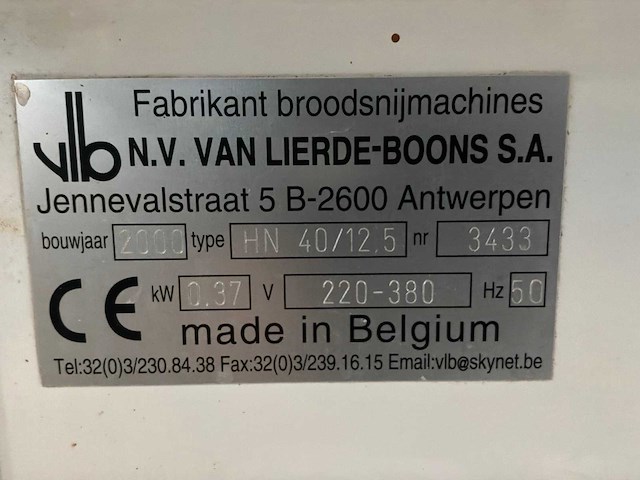 Fabrikant broodsnijmachines
vlb N.V. VAN LIERDE-BOONS S.A.
Jennevalstraat 5 B-2600 Antwerpen
bouwjaar 2000 type HN 40/12,5 nr 3433
CE kW 0.37 V 220-380 Hz 50
made in Belgium
Tel:32(0)3/230.84.38 Fax:32(0)3/239.16.15 Email:vlb@skynet.be